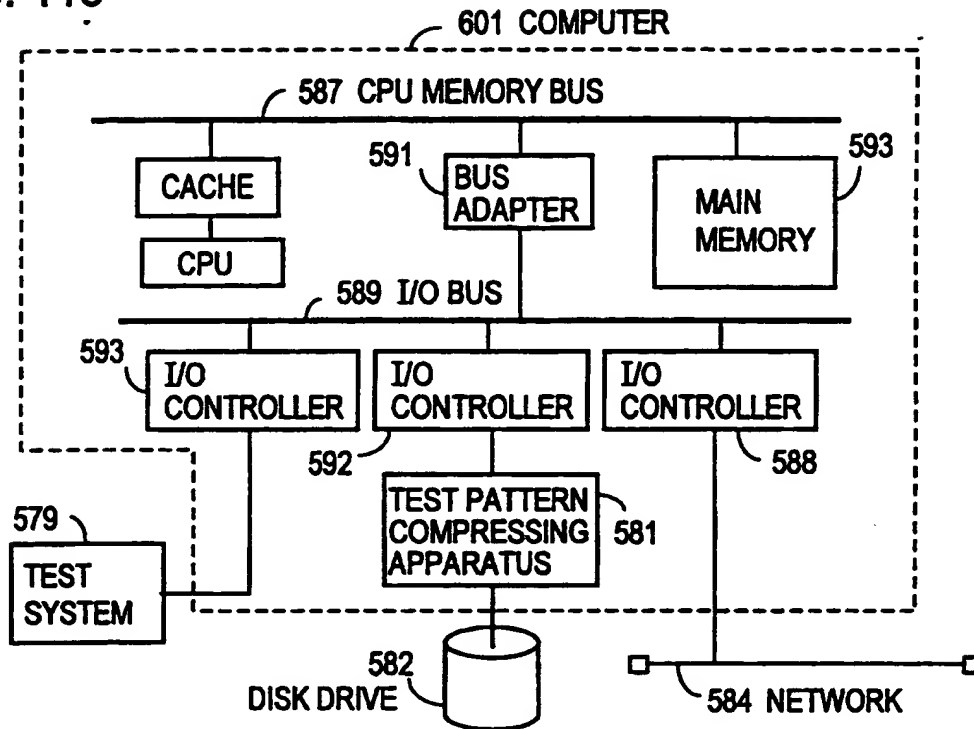 601 COMPUTER
587 CPU MEMORY BUS
CACHE
CPU
591
BUS
ADAPTER
593
MAIN
MEMORY
589 I/O BUS
593
I/O
CONTROLLER
I/O
CONTROLLER
592
I/O
CONTROLLER
588
579
TEST
SYSTEM
TEST PATTERN
COMPRESSING
APPARATUS
581
582
DISK DRIVE
584 NETWORK